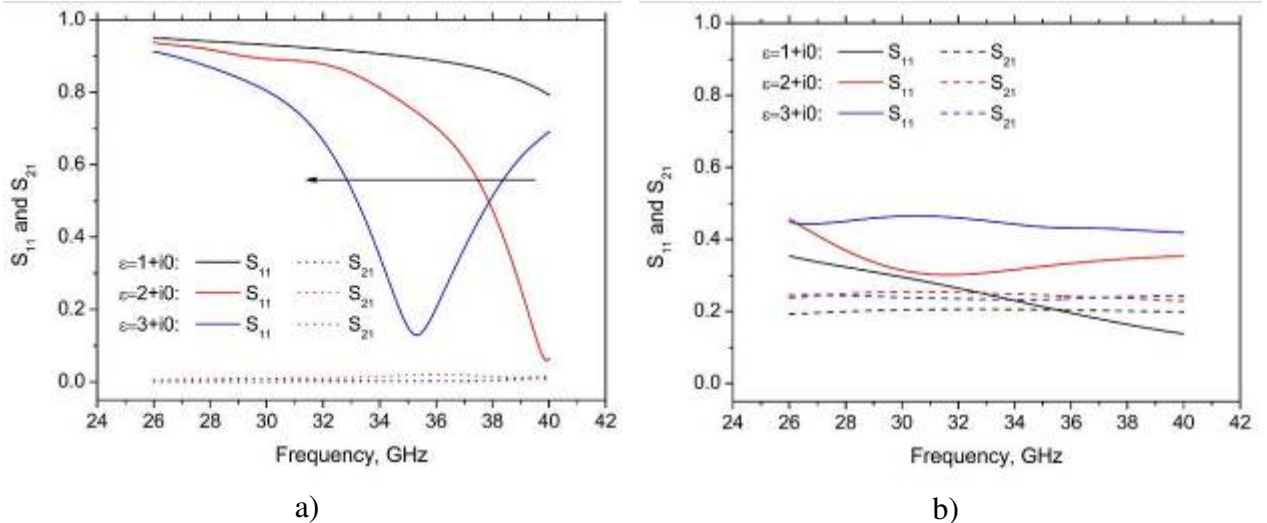 1.0
0.8
0.6
0.4
0.2
0.0
S₁₁ and S₂₁
ε=1+i0: S₁₁ S₂₁
ε=2+i0: S₁₁ S₂₁
ε=3+i0: S₁₁ S₂₁
24 26 28 30 32 34 36 38 40 42
Frequency, GHz
a)
1.0
0.8
0.6
0.4
0.2
0.0
S₁₁ and S₂₁
ε=1+i0: S₁₁ S₂₁
ε=2+i0: S₁₁ S₂₁
ε=3+i0: S₁₁ S₂₁
24 26 28 30 32 34 36 38 40 42
Frequency, GHz
b)